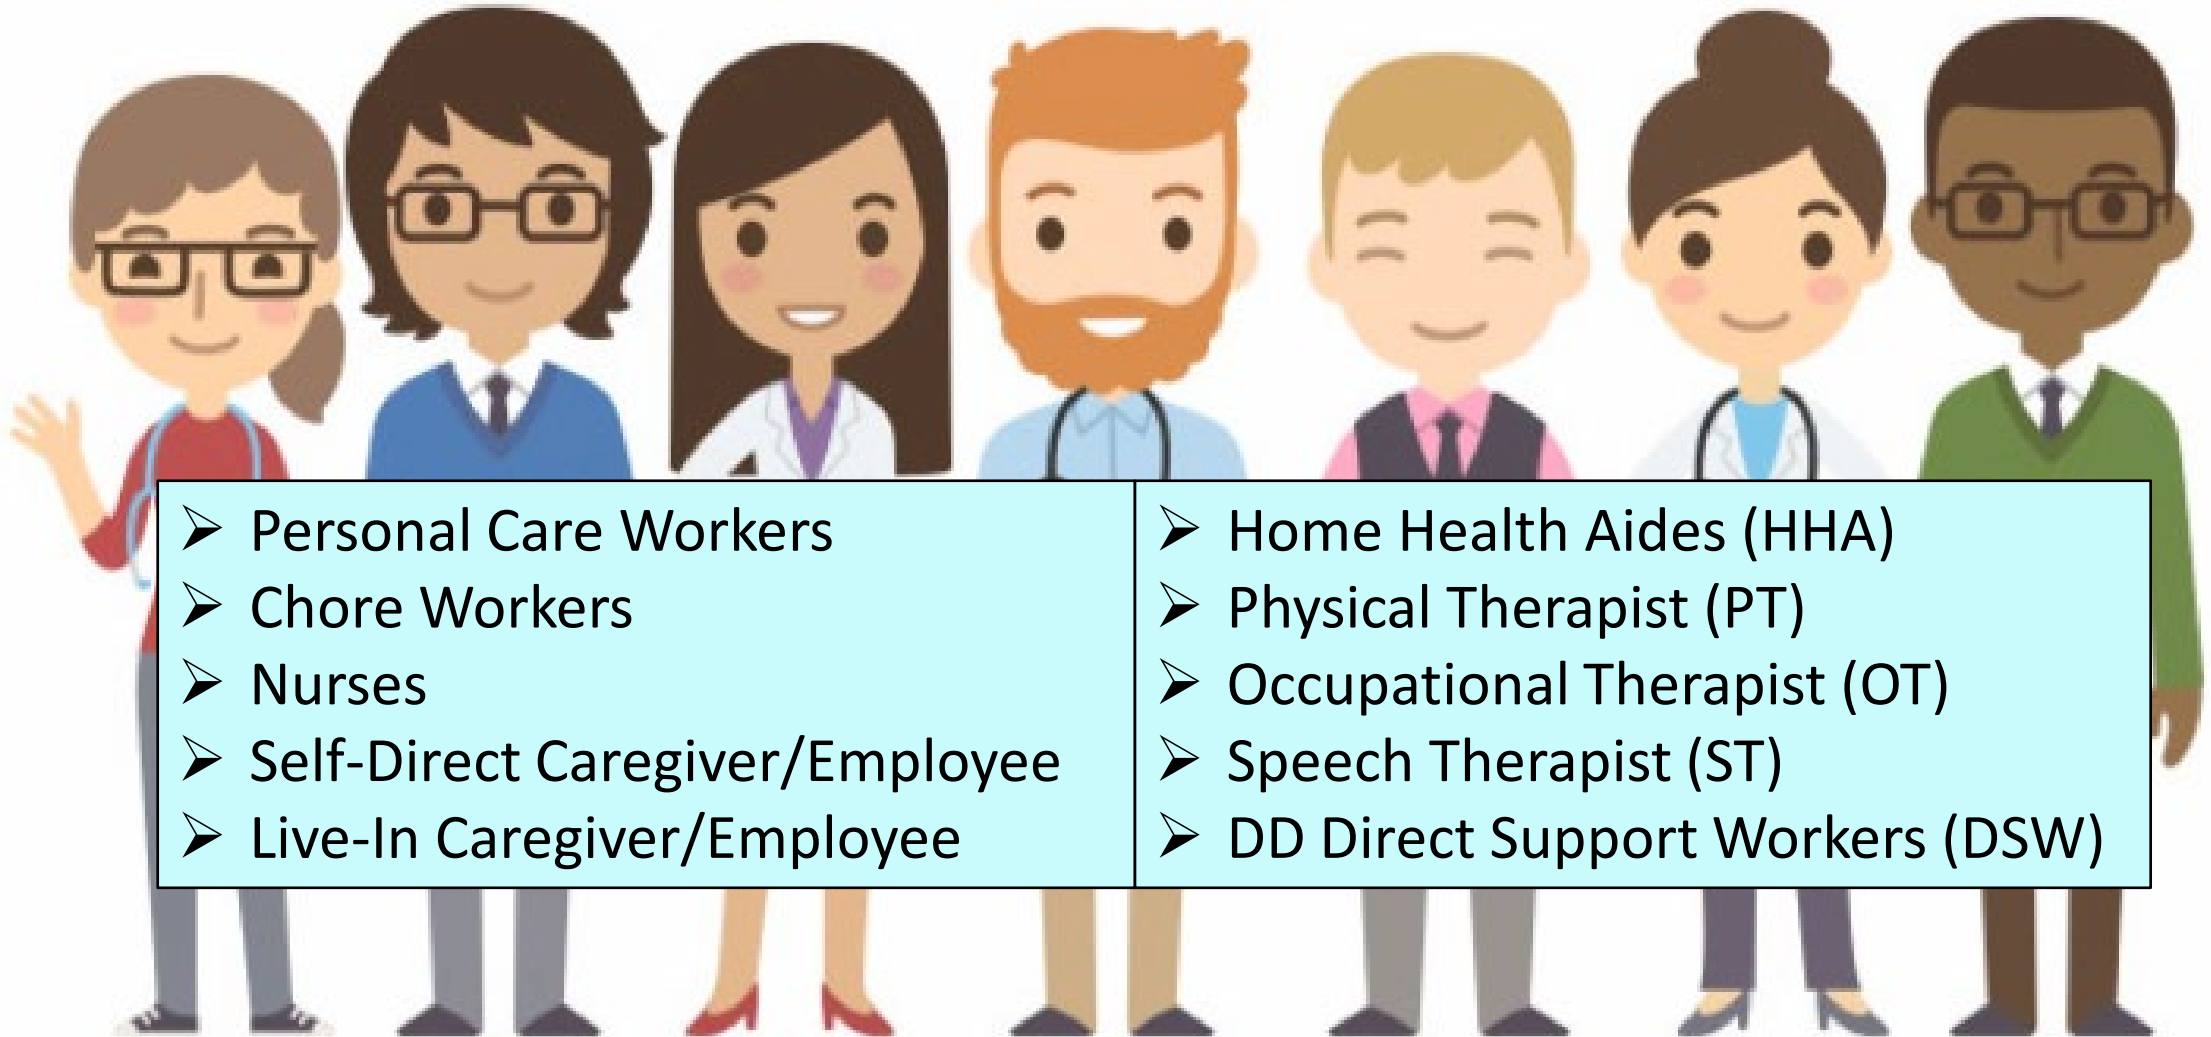 ➢ Personal Care Workers
➢ Chore Workers
➢ Nurses
➢ Self-Direct Caregiver/Employee
➢ Live-In Caregiver/Employee
➢ Home Health Aides (HHA)
➢ Physical Therapist (PT)
➢ Occupational Therapist (OT)
➢ Speech Therapist (ST)
➢ DD Direct Support Workers (DSW)